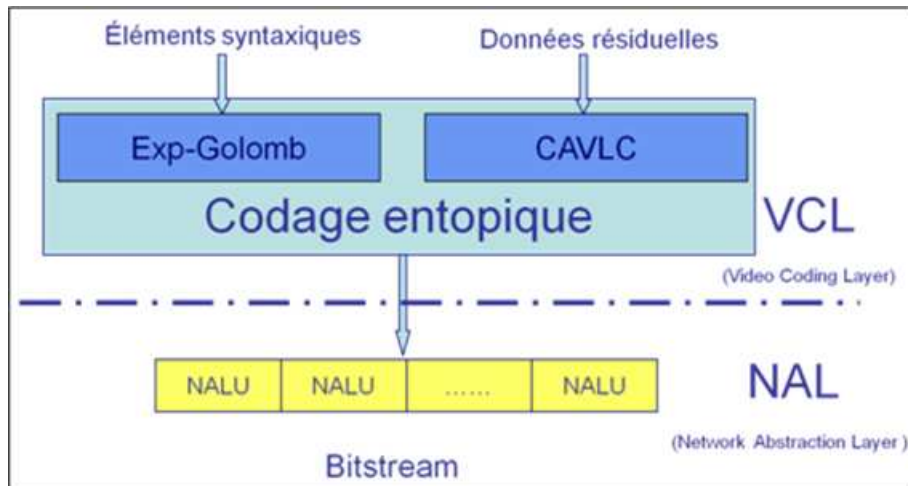 Éléments syntaxiques
Données résiduelles
Exp-Golomb
CAVLC
Codage entopique
VCL
(Video Coding Layer)
NALU
NALU
......
NALU
NAL
(Network Abstraction Layer )
Bitstream